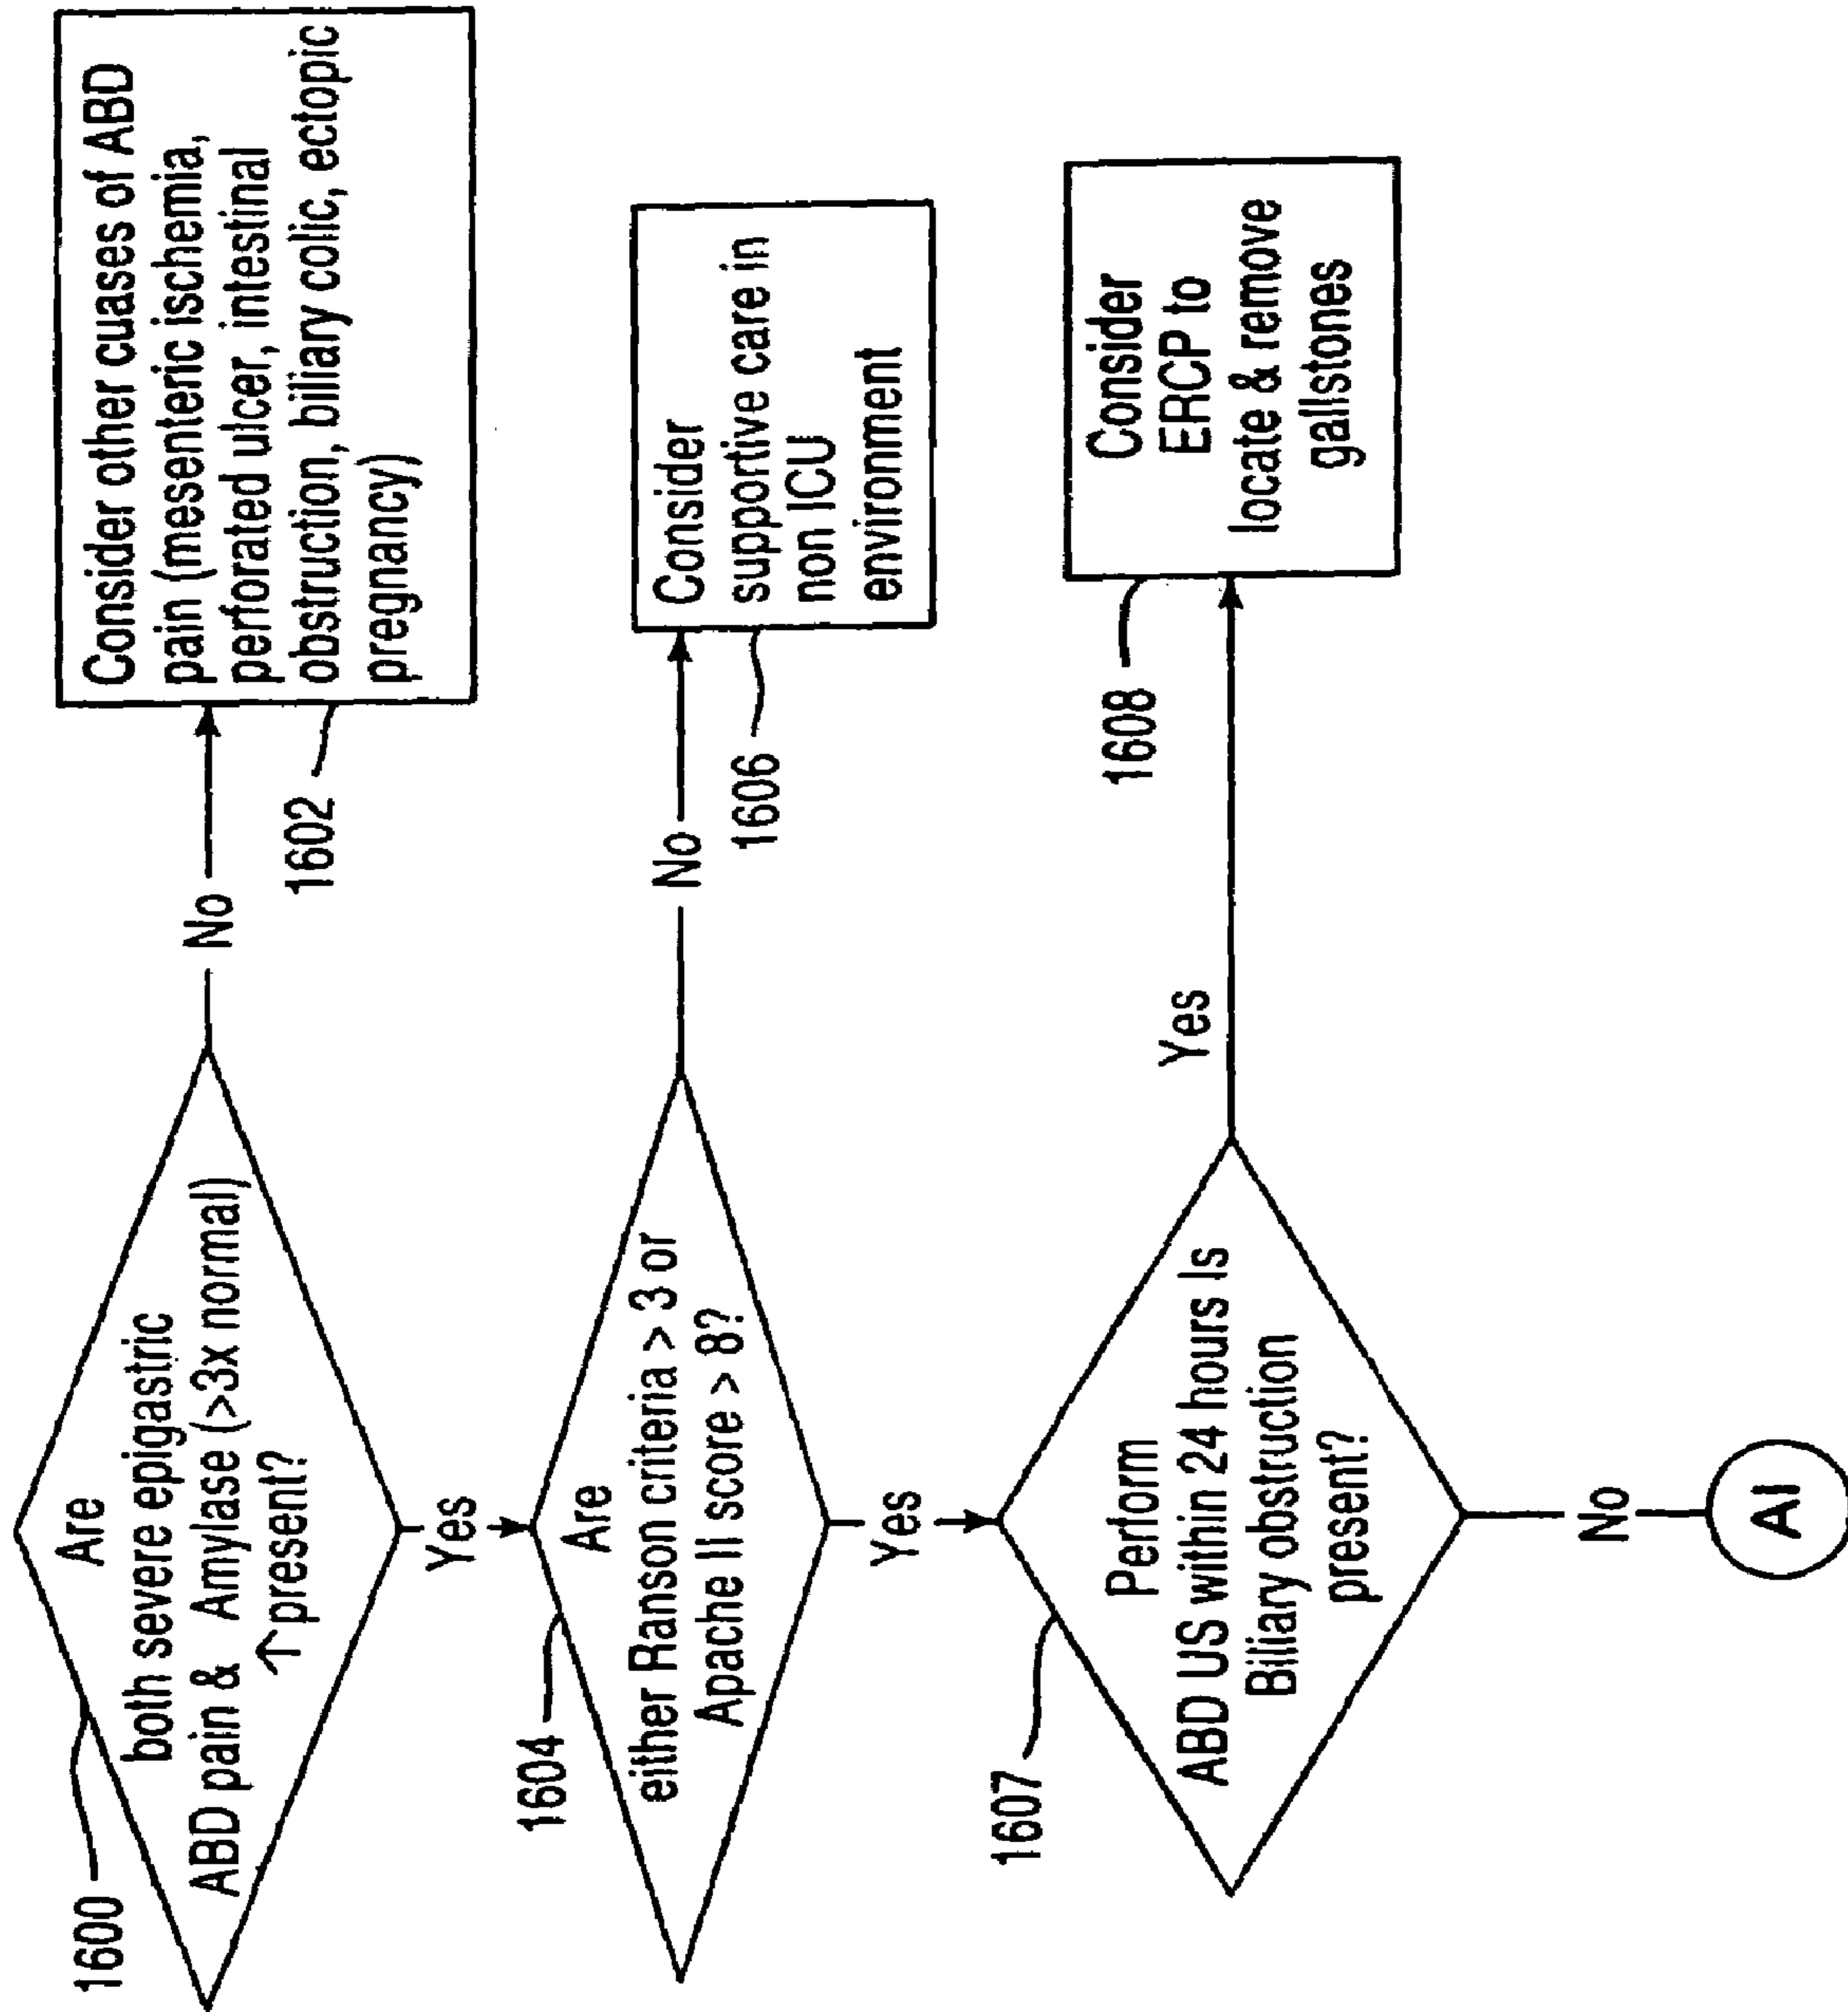 1600
Are
both severe epigastric
ABD pain & Amylase (>3x normal)
↑ present?
No
1602
Consider other cuases of ABD
pain (mesenteric ischemia,
perforated ulcer, intestinal
obstruction, biliary colic, ectopic
pregnancy)
Yes
1604
Are
either Ranson criteria > 3 or
Apache II score > 8?
No
1606
Consider
supportive care in
non ICU
environment
Yes
1607
Perform
ABD US within 24 hours Is
Biliary obstruction
present?
Yes
1608
Consider
ERCP to
locate & remove
gallstones
No
AI